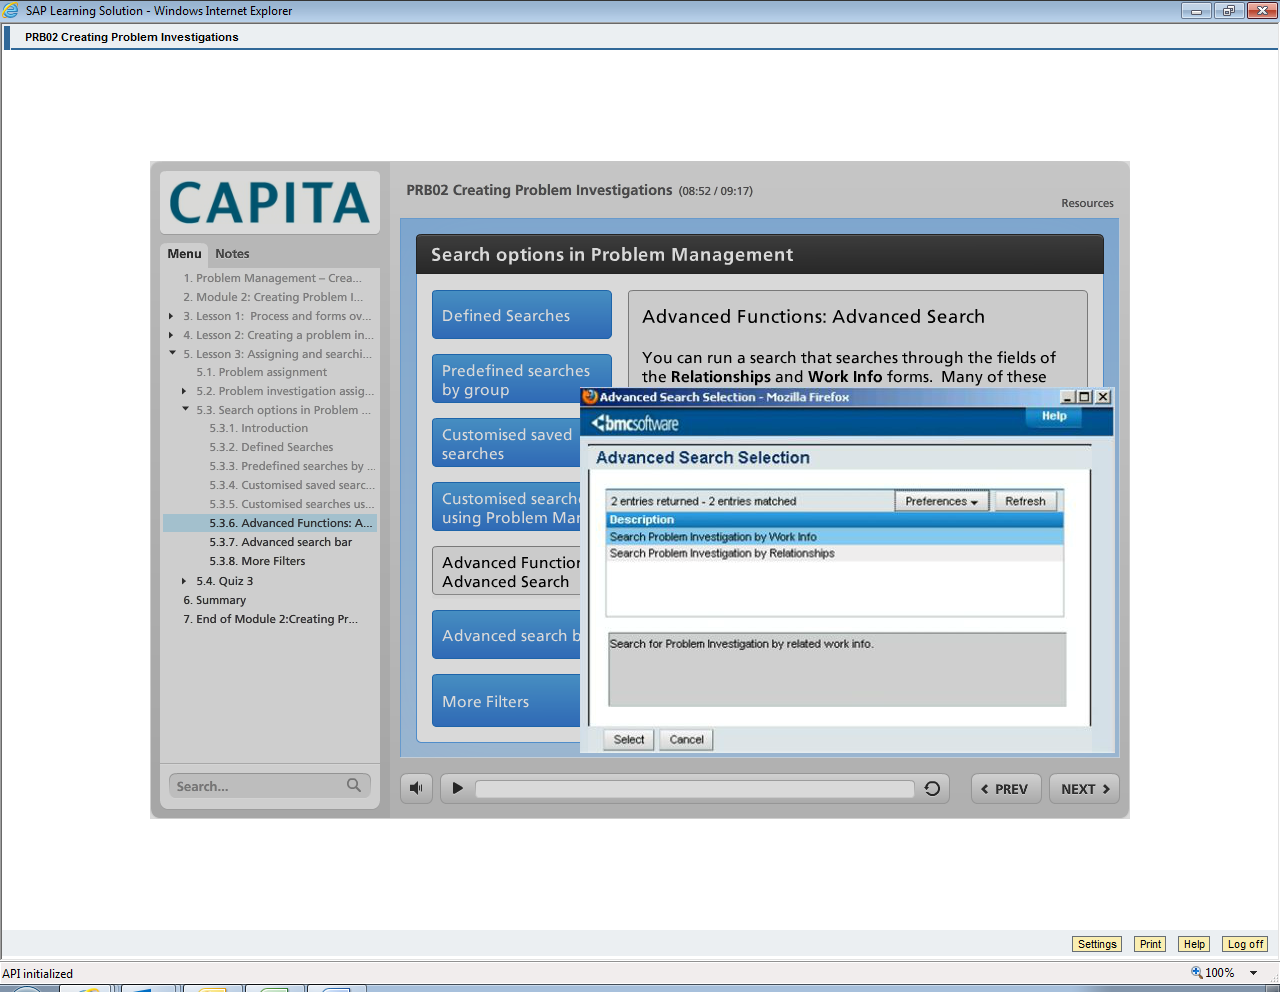 SAP Learning Solution - Windows Internet Explorer
PRB02 Creating Problem Investigations
CAPITA
PRB02 Creating Problem Investigations (08:52 / 09:17)
Resources
Menu Notes
1. Problem Management – Crea...
2. Module 2: Creating Problem I...
3. Lesson 1: Process and forms ov...
4. Lesson 2: Creating a problem in...
5. Lesson 3: Assigning and searchi...
5.1. Problem assignment
5.2. Problem investigation assig...
5.3. Search options in Problem ...
5.3.1. Introduction
5.3.2. Defined Searches
5.3.3. Predefined searches by ...
5.3.4. Customised saved searc...
5.3.5. Customised searches us...
5.3.6. Advanced Functions: A...
5.3.7. Advanced search bar
5.3.8. More Filters
5.4. Quiz 3
6. Summary
7. End of Module 2:Creating Pr...
Search...
Search options in Problem Management
Defined Searches
Predefined searches
by group
Customised saved
searches
Customised searche
using Problem Mar
Advanced Function
Advanced Search
Advanced search b
More Filters
Advanced Functions: Advanced Search
You can run a search that searches through the fields of
the Relationships and Work Info forms. Many of these
Advanced Search Selection - Mozilla Firefox
bmcsoftware
Help
Advanced Search Selection
2 entries returned - 2 entries matched
Preferences
Refresh
Description
Search Problem Investigation by Work Info
Search Problem Investigation by Relationships
Search for Problem Investigation by related work info.
Select
Cancel
PREV
NEXT
Settings
Print
Help
Log off
API initialized
100%